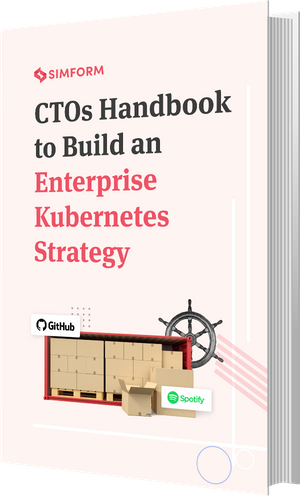 SIMFORM
CTOs Handbook
to Build an
Enterprise
Kubernetes
Strategy
GitHub
Spotify